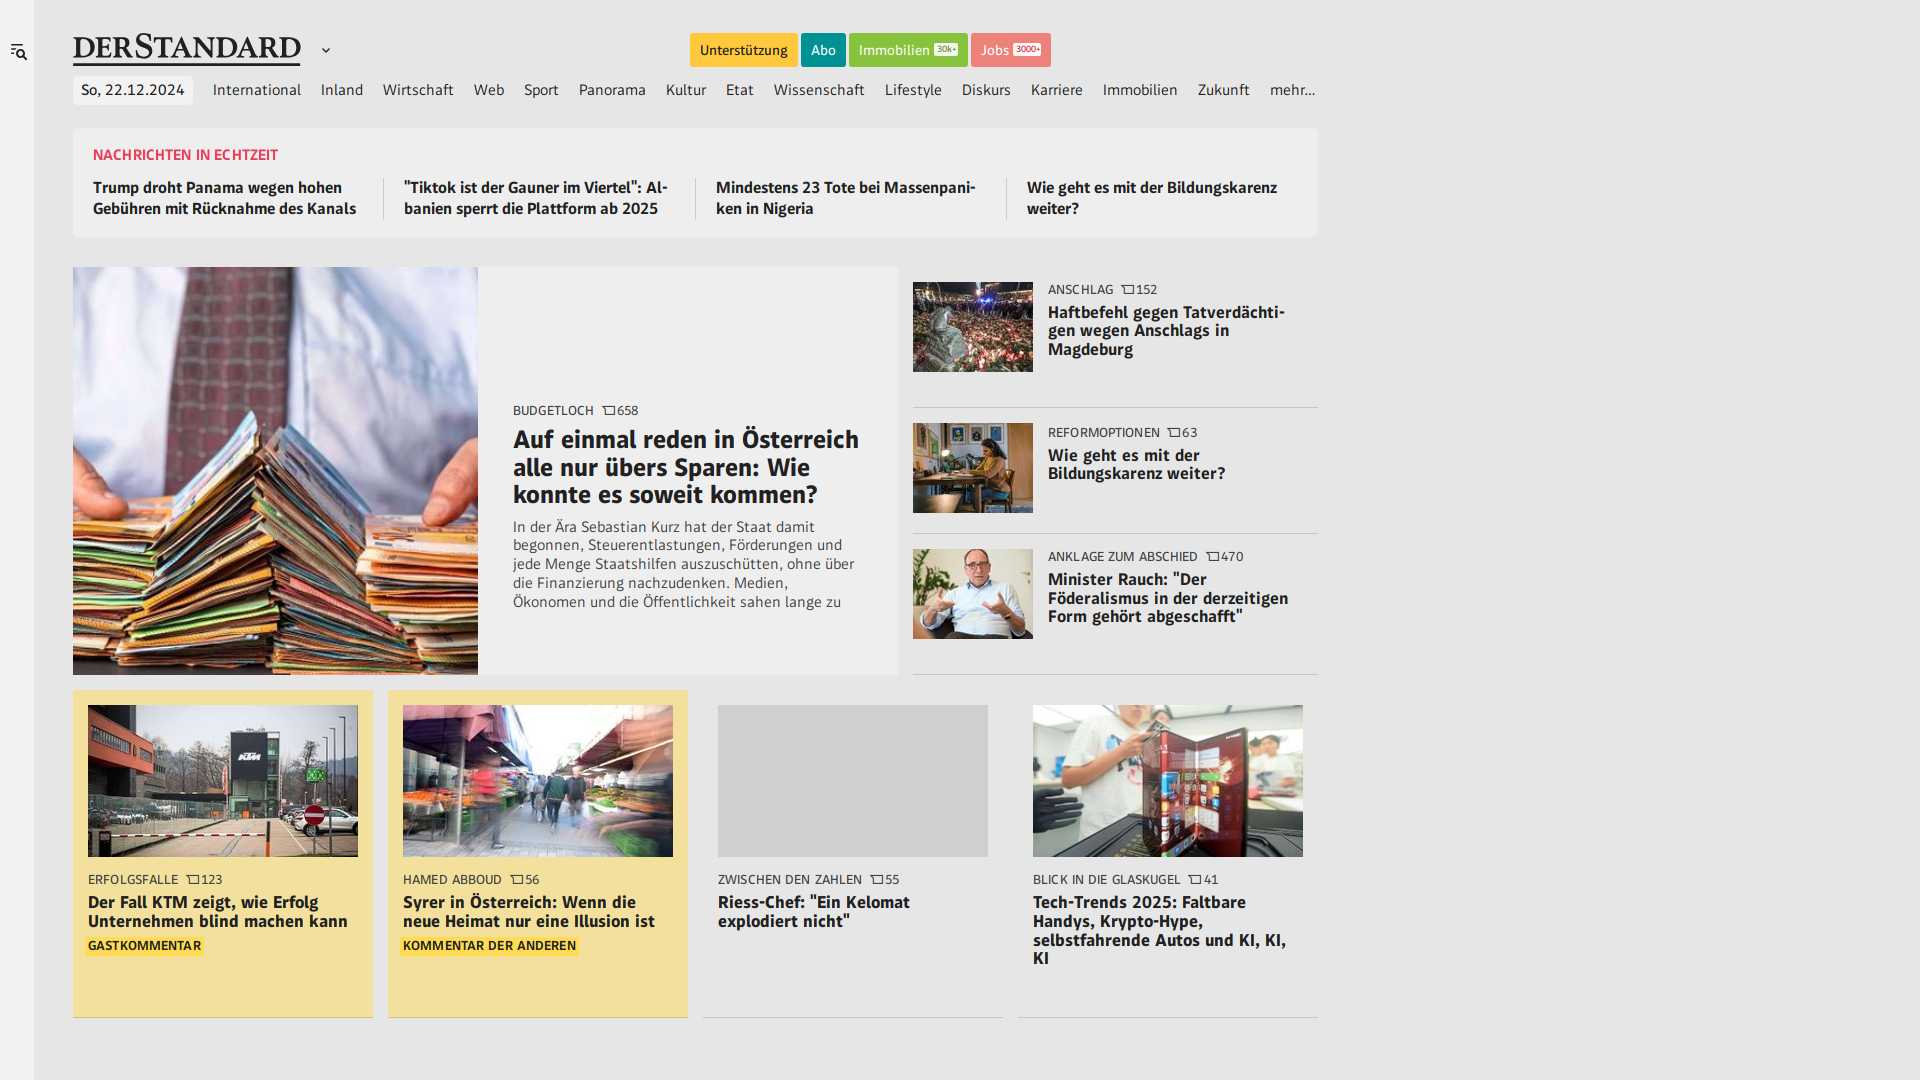 DERSTANDARD
Unterstützung
Abo
Immobilien 30k+
Jobs 3000+
So, 22.12.2024
International
Inland
Wirtschaft
Web
Sport
Panorama
Kultur
Etat
Wissenschaft
Lifestyle
Diskurs
Karriere
Immobilien
Zukunft
mehr...
NACHRICHTEN IN ECHTZEIT
Trump droht Panama wegen hohen
Gebühren mit Rücknahme des Kanals
"Tiktok ist der Gauner im Viertel": Al-
banien sperrt die Plattform ab 2025
Mindestens 23 Tote bei Massenpani-
ken in Nigeria
Wie geht es mit der Bildungskarenz
weiter?
BUDGETLOCH 658
Auf einmal reden in Österreich
alle nur übers Sparen: Wie
konnte es soweit kommen?
In der Ära Sebastian Kurz hat der Staat damit
begonnen, Steuerentlastungen, Förderungen und
jede Menge Staatshilfen auszuschütten, ohne über
die Finanzierung nachzudenken. Medien,
Ökonomen und die Öffentlichkeit sahen lange zu
ANSCHLAG 152
Haftbefehl gegen Tatverdächti-
gen wegen Anschlags in
Magdeburg
REFORMOPTIONEN 63
Wie geht es mit der
Bildungskarenz weiter?
ANKLAGE ZUM ABSCHIED 470
Minister Rauch: "Der
Föderalismus in der derzeitigen
Form gehört abgeschafft"
KTM
ERFOLGSFALLE 123
Der Fall KTM zeigt, wie Erfolg
Unternehmen blind machen kann
GASTKOMMENTAR
HAMED ABBOUD 56
Syrer in Österreich: Wenn die
neue Heimat nur eine Illusion ist
KOMMENTAR DER ANDEREN
ZWISCHEN DEN ZAHLEN 55
Riess-Chef: "Ein Kelomat
explodiert nicht"
BLICK IN DIE GLASKUGEL 41
Tech-Trends 2025: Faltbare
Handys, Krypto-Hype,
selbstfahrende Autos und KI, KI,
KI